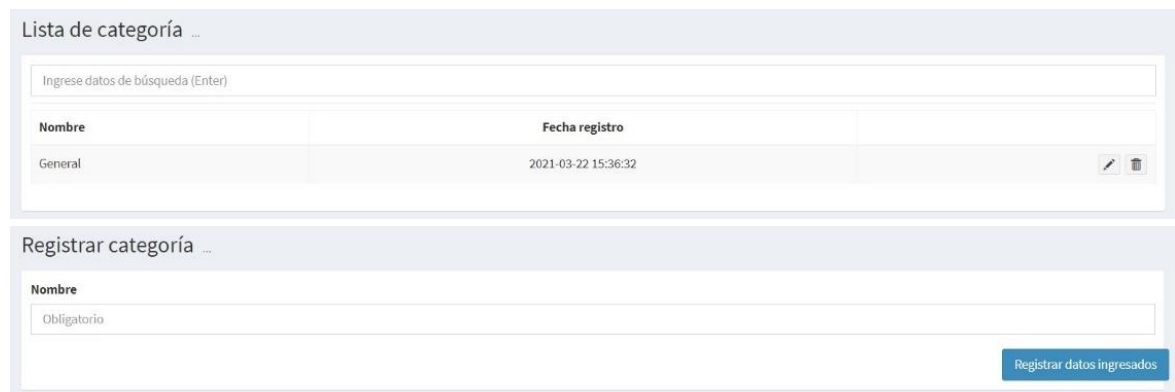 Lista de categoría ...
Ingrese datos de búsqueda (Enter)
Nombre Fecha registro
General 2021-03-22 15:36:32
Registrar categoría ...
Nombre
Obligatorio
Registrar datos ingresados